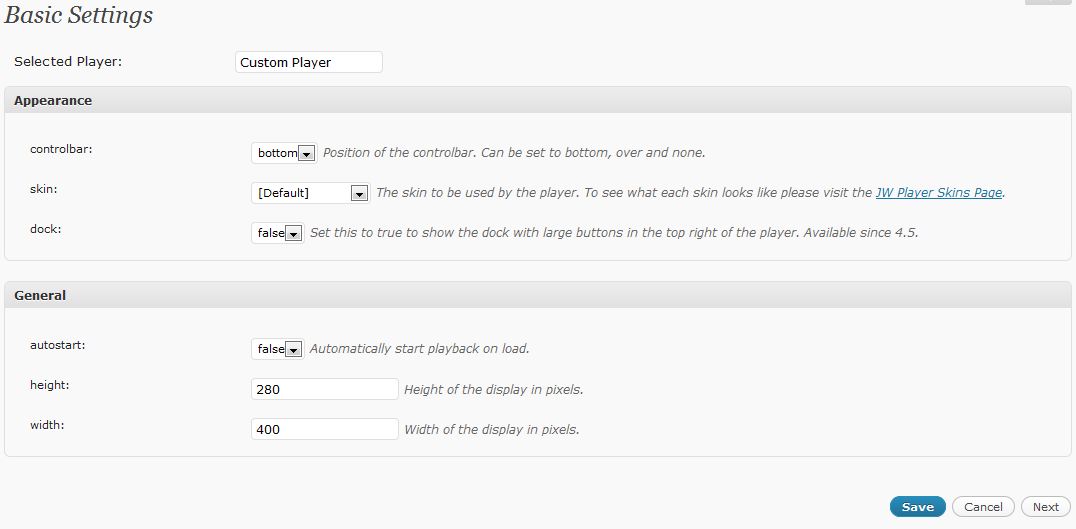 Basic Settings
Selected Player: Custom Player
Appearance
controlbar: bottom Position of the controlbar. Can be set to bottom, over and none.
skin: [Default] The skin to be used by the player. To see what each skin looks like please visit the JW Player Skins Page.
dock: false Set this to true to show the dock with large buttons in the top right of the player. Available since 4.5.
General
autostart: false Automatically start playback on load.
height: 280 Height of the display in pixels.
width: 400 Width of the display in pixels.
Save Cancel Next